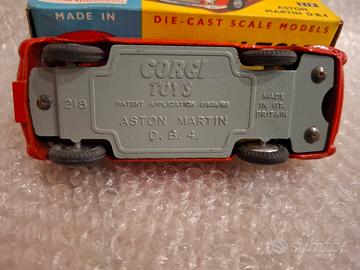 MADE IN
DIE-CAST SCALE MODELS
ASTON
MARTIN D.B.4
CORGI
TOYS
218
PATENT APPLICATION
ASTON MARTIN
D.B.4.
MADE
IN GT.
BRITAIN
subito